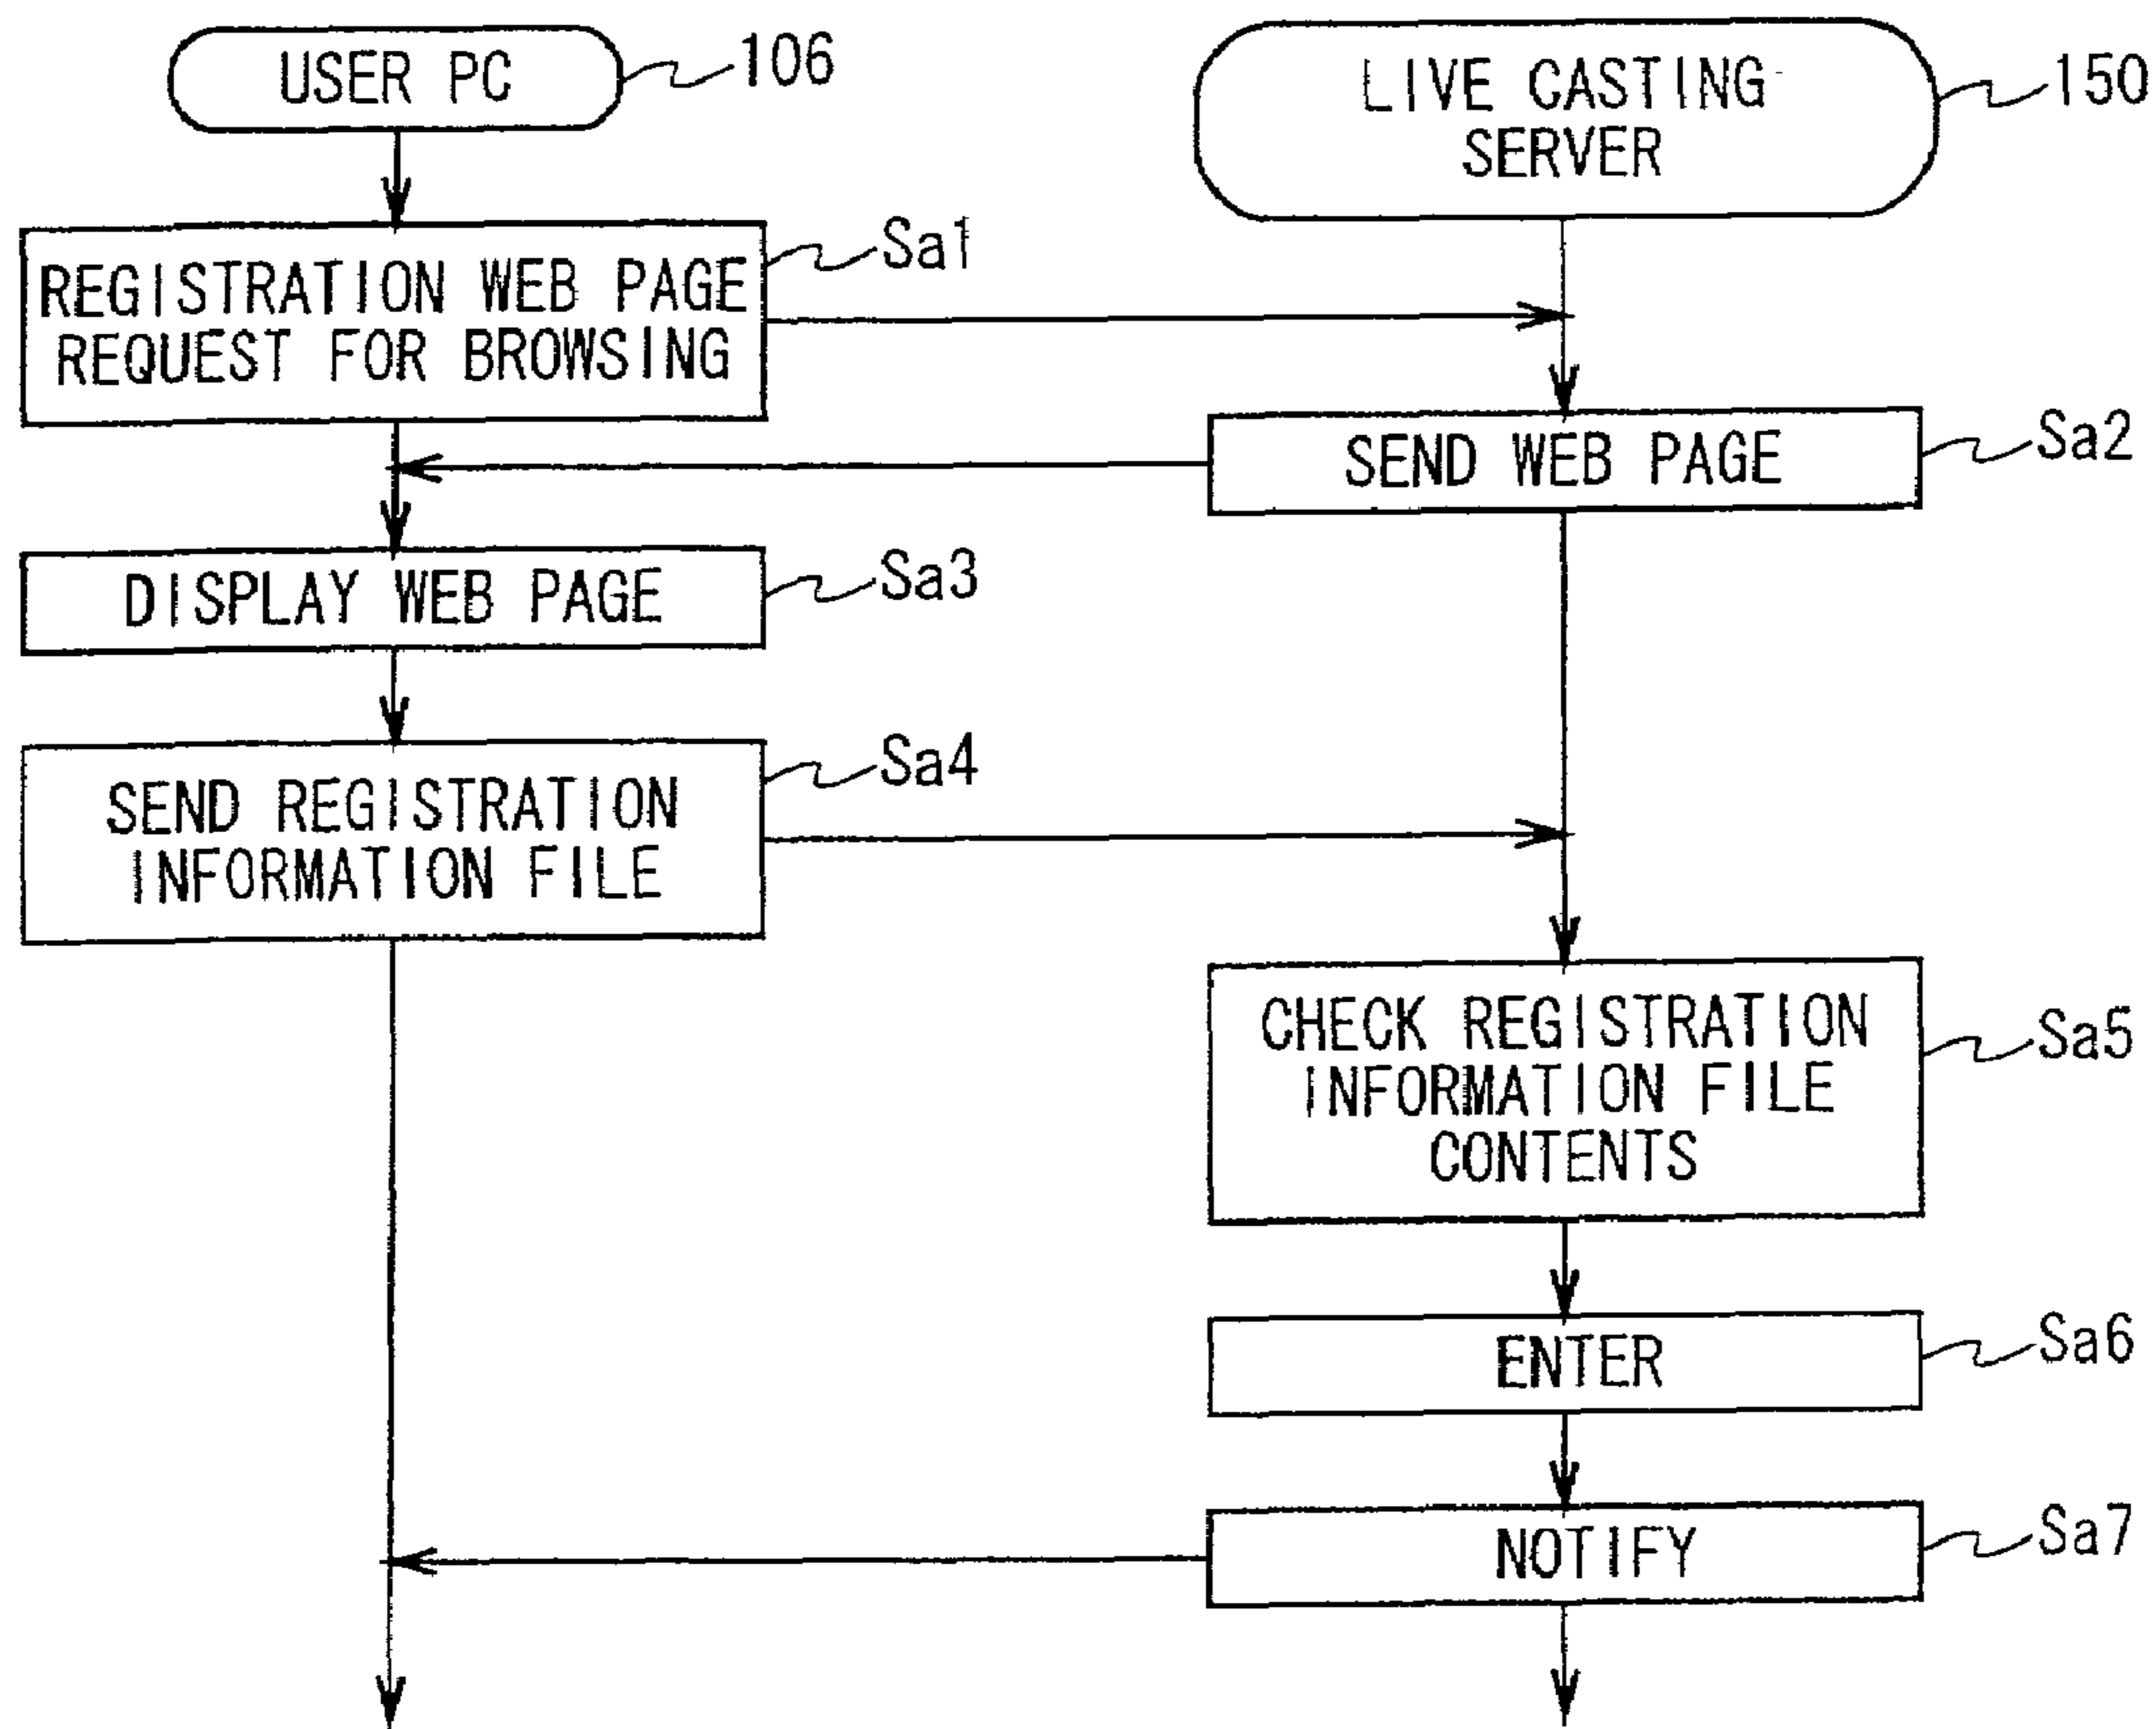 USER PC
106
LIVE CASTING
SERVER
150
REGISTRATION WEB PAGE
REQUEST FOR BROWSING
Sa1
SEND WEB PAGE
Sa2
DISPLAY WEB PAGE
Sa3
SEND REGISTRATION
INFORMATION FILE
Sa4
CHECK REGISTRATION
INFORMATION FILE
CONTENTS
Sa5
ENTER
Sa6
NOTIFY
Sa7